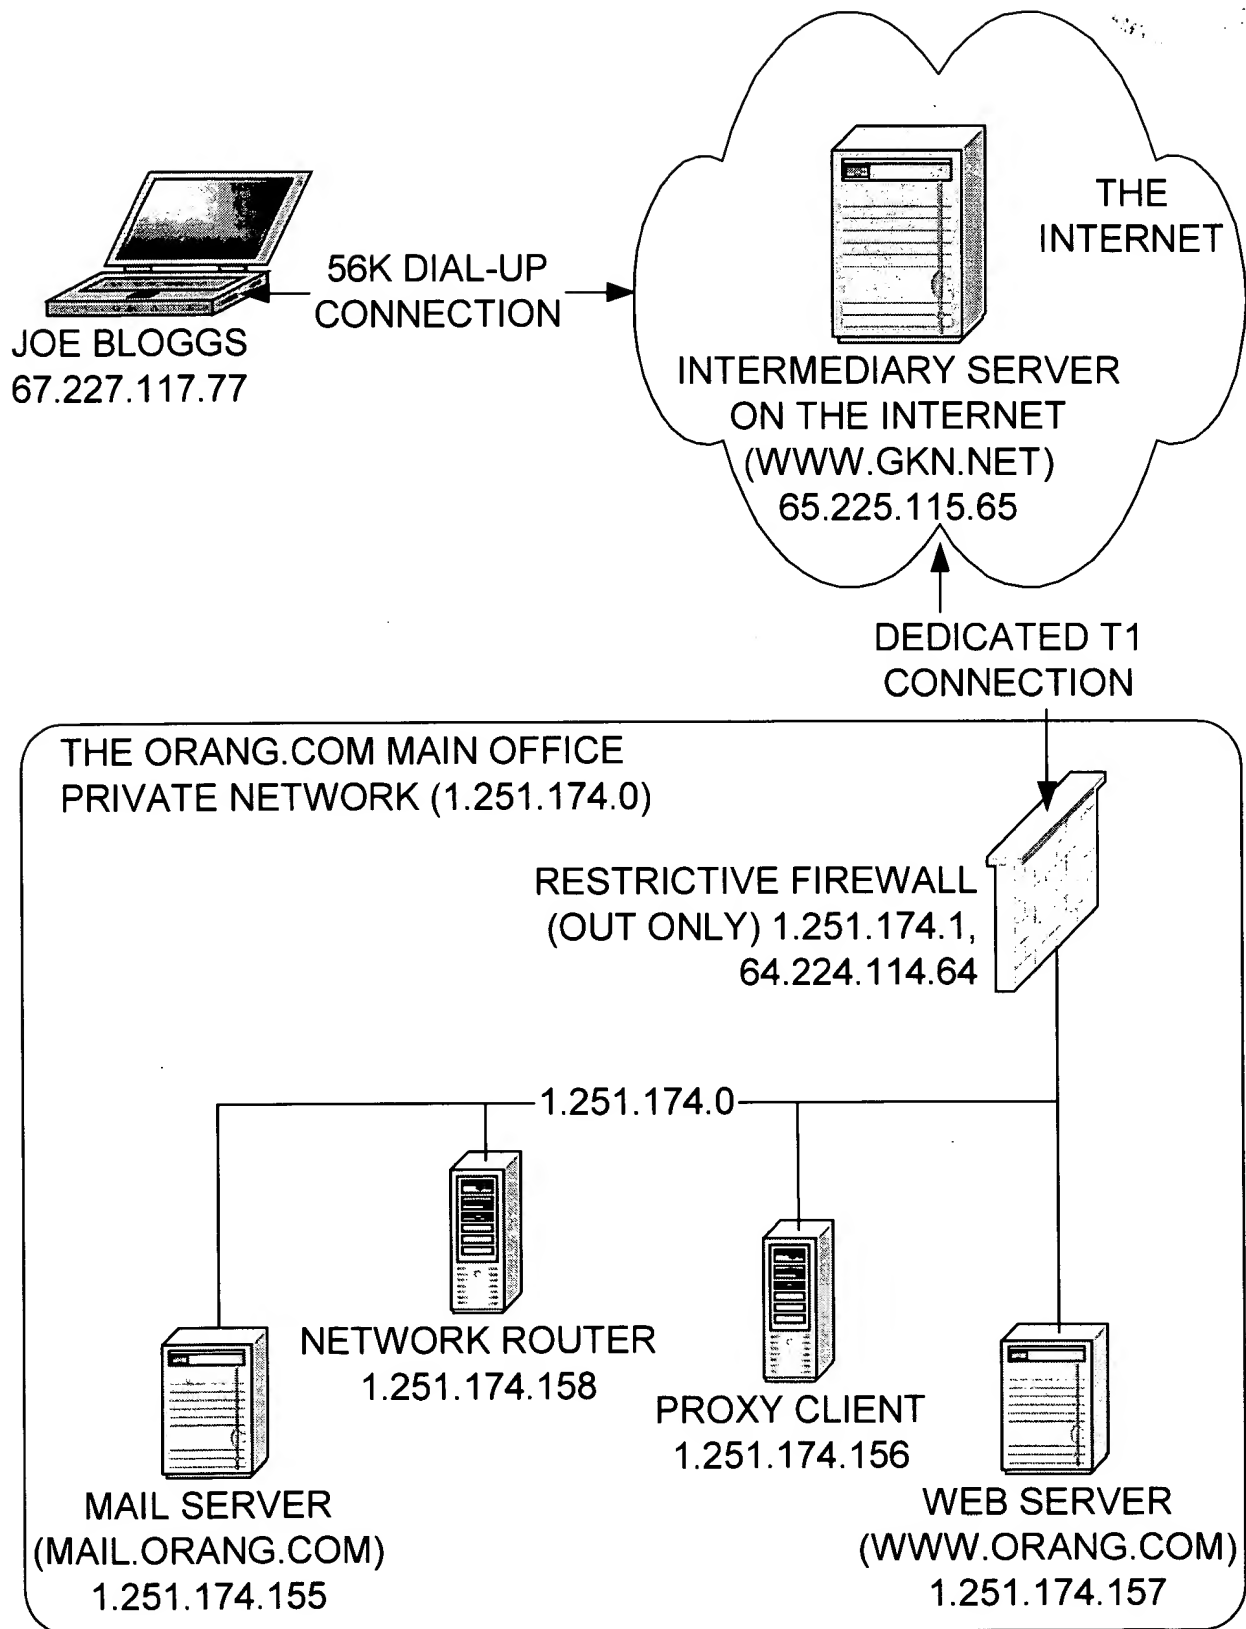 THE
INTERNET
56K DIAL-UP
CONNECTION
JOE BLOGGS
67.227.117.77
INTERMEDIARY SERVER
ON THE INTERNET
(WWW.GKN.NET)
65.225.115.65
DEDICATED T1
CONNECTION
THE ORANG.COM MAIN OFFICE
PRIVATE NETWORK (1.251.174.0)
RESTRICTIVE FIREWALL
(OUT ONLY) 1.251.174.1,
64.224.114.64
1.251.174.0
NETWORK ROUTER
1.251.174.158
PROXY CLIENT
1.251.174.156
MAIL SERVER
(MAIL.ORANG.COM)
1.251.174.155
WEB SERVER
(WWW.ORANG.COM)
1.251.174.157